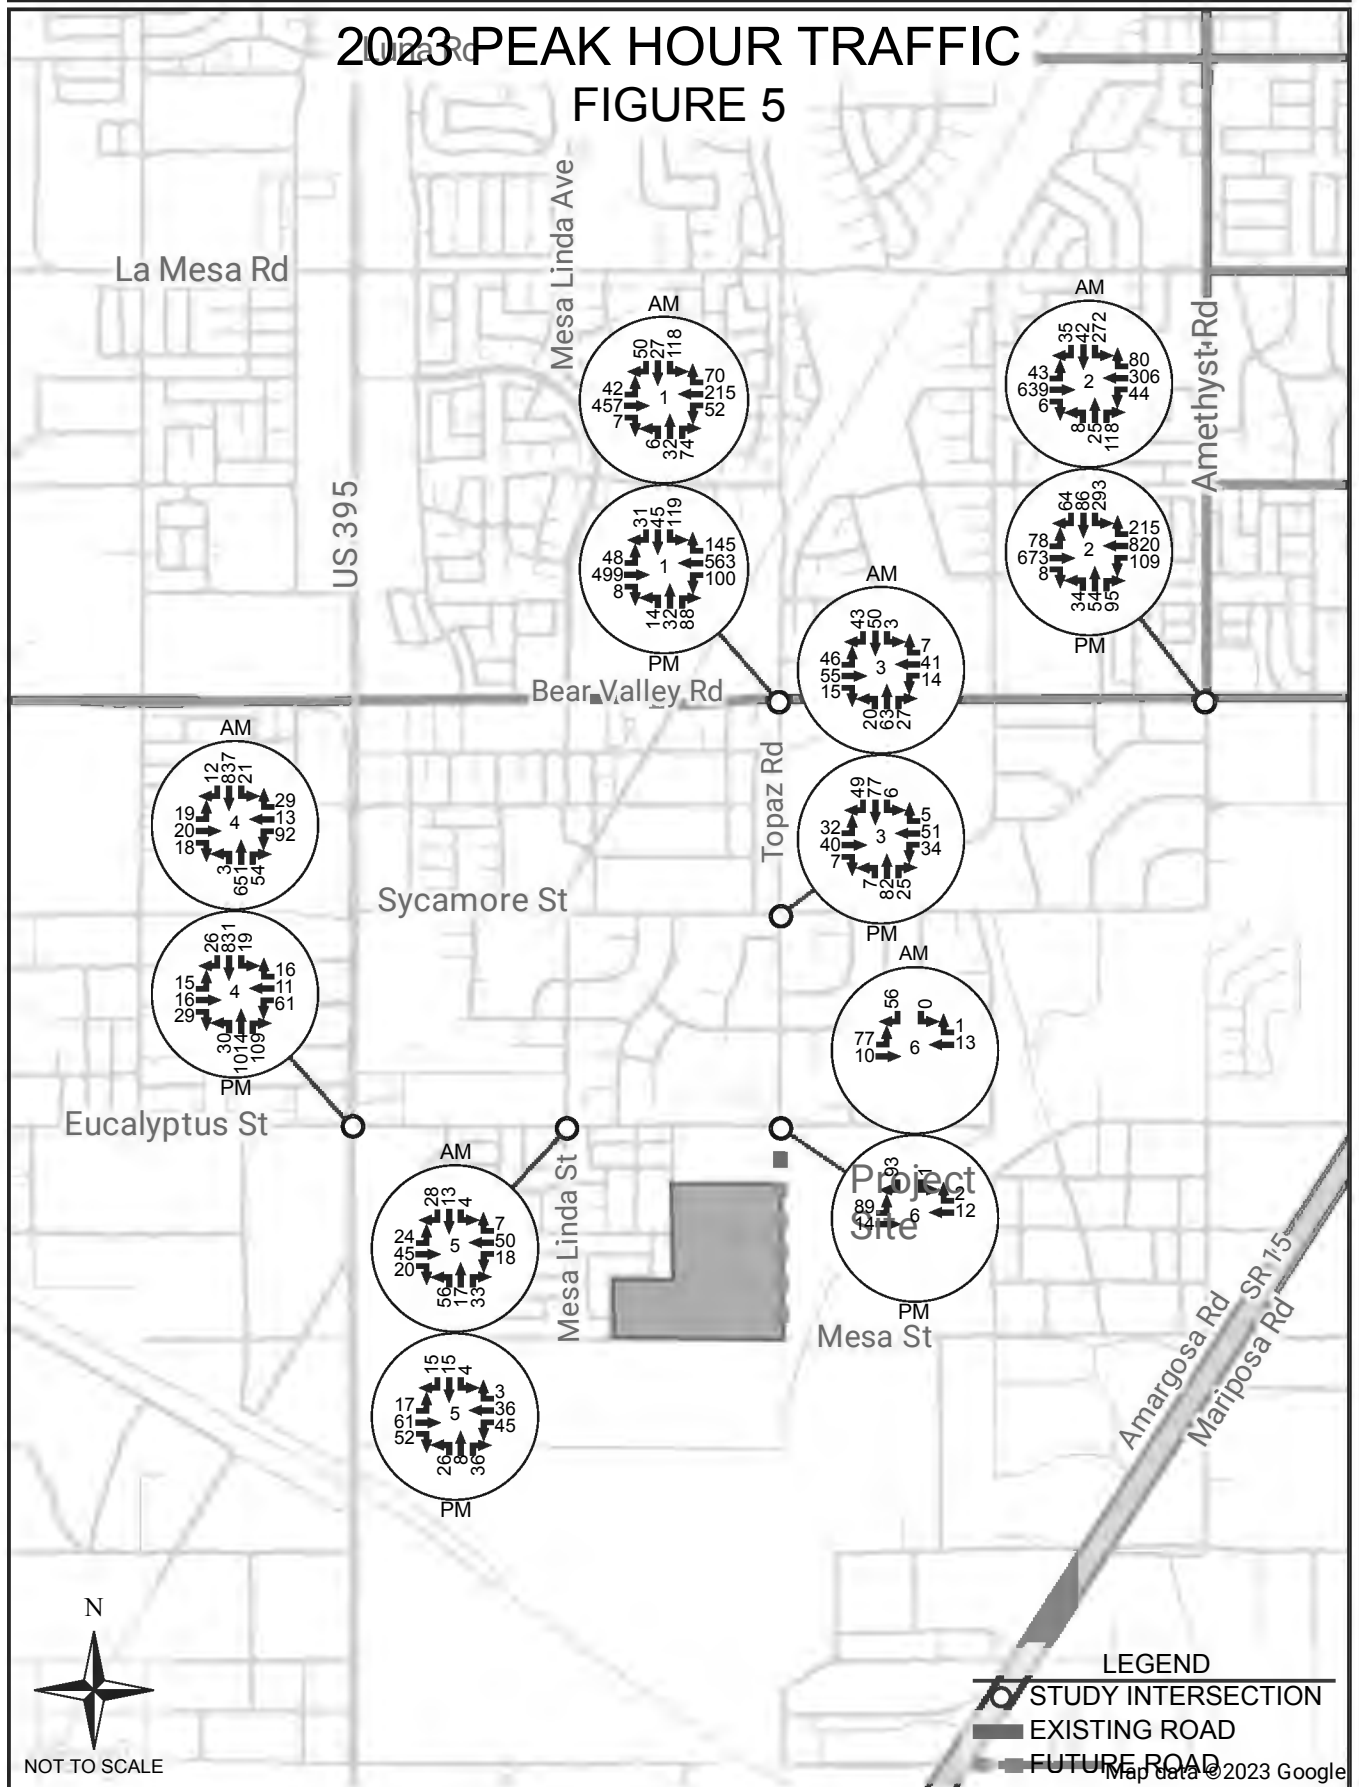 2023 PEAK HOUR TRAFFIC
Luna Rd
FIGURE 5
Mesa Linda Ave
La Mesa Rd
US 395
Amethyst Rd
AM
50 27 118
42 457 7
1
70 215 52
6 32 74
31 45 119
48 499 8
1
145 563 100
14 32 88
PM
AM
35 42 272
43 639 6
2
80 306 44
8 25 118
64 86 293
78 673 8
2
215 820 109
34 54 95
PM
Bear Valley Rd
Topaz Rd
AM
43 50 3
46 55 15
3
7 41 14
20 63 27
49 77 6
32 40 7
3
5 51 34
7 82 25
PM
AM
12 837 21
19 20 18
4
29 13 92
3 651 54
26 831 19
15 16 29
4
16 11 61
30 1014 109
PM
Sycamore St
Eucalyptus St
AM
56 0
77 10
6
1 13
93 1
89 14
6
2 12
PM
Project
Site
AM
28 13 4
24 45 20
5
7 50 18
56 17 33
15 15 4
17 61 52
5
3 36 45
26 8 36
PM
Mesa Linda St
Mesa St
Amargosa Rd
SR 15
Mariposa Rd
N
NOT TO SCALE
LEGEND
STUDY INTERSECTION
EXISTING ROAD
FUTURE ROAD
Map data ©2023 Google